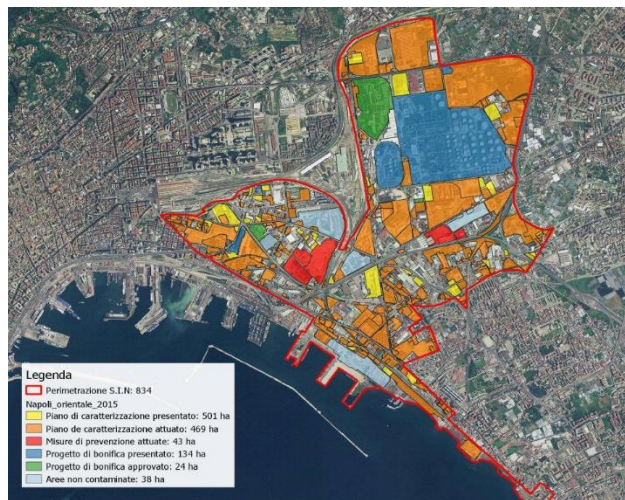 Legenda
Perimetrazione S.I.N: 834
Napoli_orientale_2015
Piano di caratterizzazione presentato: 501 ha
Piano de caratterizzazione attuato: 469 ha
Misure di prevenzione attuate: 43 ha
Progetto di bonifica presentato: 134 ha
Progetto di bonifica approvato: 24 ha
Aree non contaminate: 38 ha